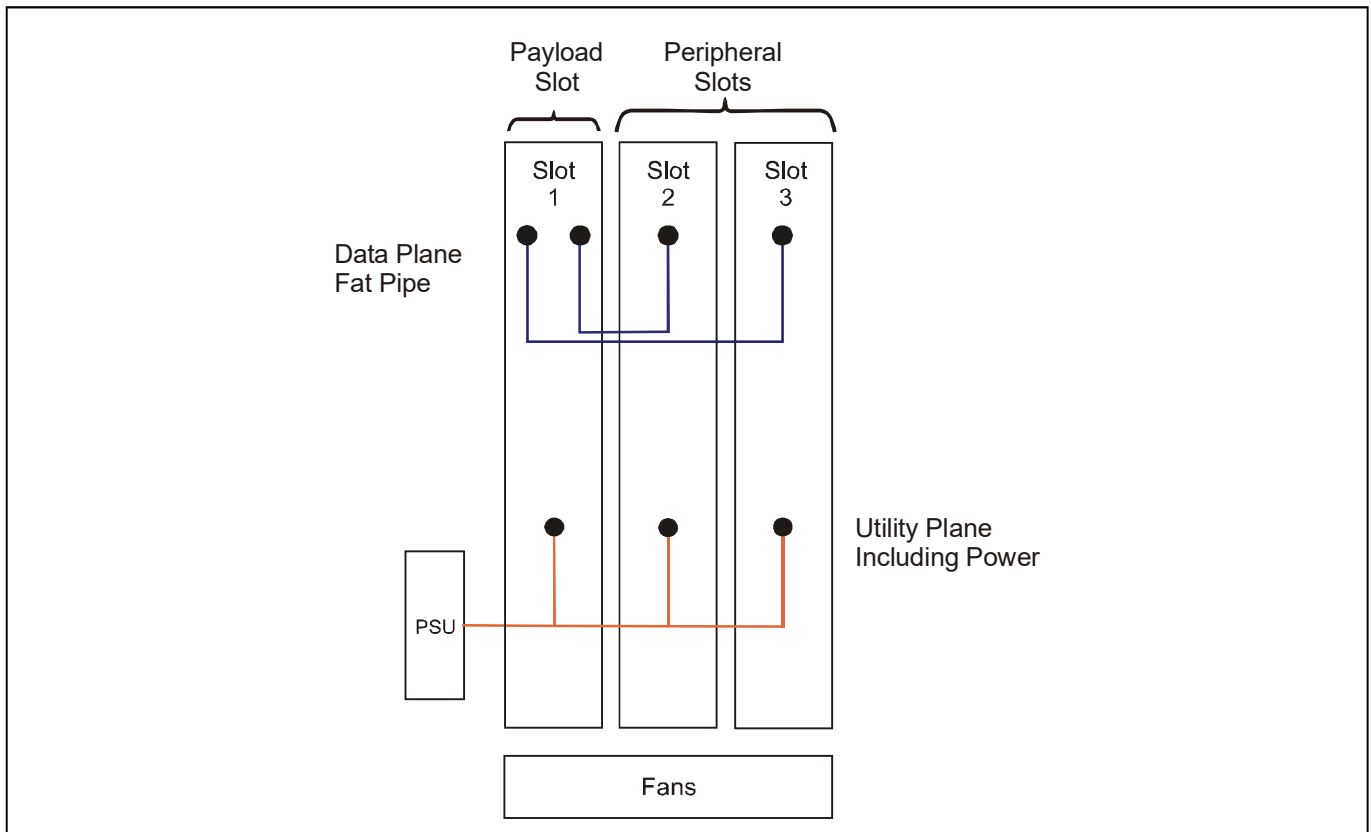 Payload
Slot
Peripheral
Slots
Slot
1
Slot
2
Slot
3
Data Plane
Fat Pipe
Utility Plane
Including Power
PSU
Fans